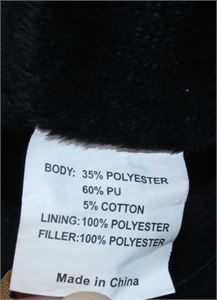 BODY: 35% POLYESTER
60% PU
5% COTTON
LINING:100% POLYESTER
FILLER:100% POLYESTER
Made in China